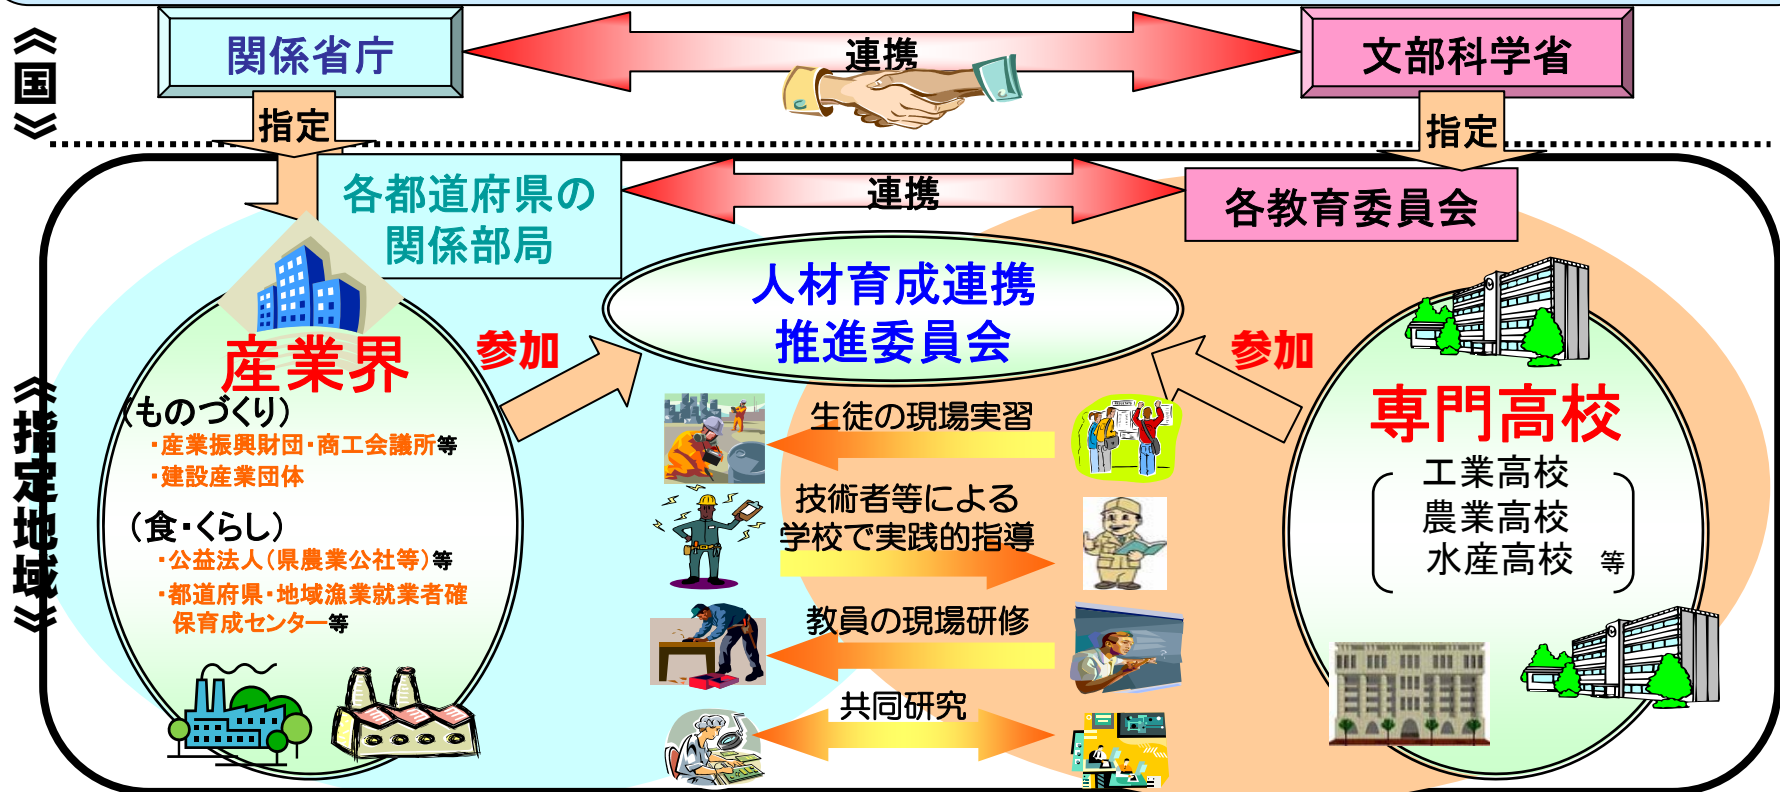 《国》
関係省庁
連携
文部科学省
指定
指定
《指定地域》
各都道府県の
関係部局
連携
各教育委員会
人材育成連携
推進委員会
産業界
参加
参加
(ものづくり)
・産業振興財団・商工会議所等
・建設産業団体
(食・くらし)
・公益法人(県農業公社等)等
・都道府県・地域漁業就業者確
保育成センター等
生徒の現場実習
技術者等による
学校で実践的指導
教員の現場研修
共同研究
専門高校
工業高校
農業高校
水産高校 等